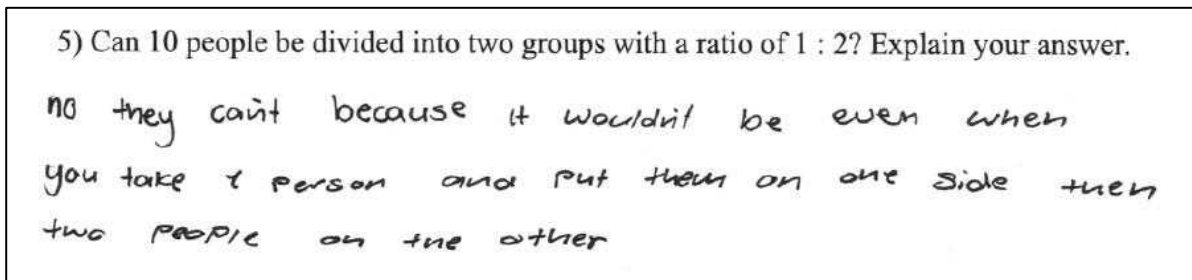 5) Can 10 people be divided into two groups with a ratio of 1 : 2? Explain your answer.
no they can't because it wouldn't be even when
you take 1 person and put them on one side then
two people on the other